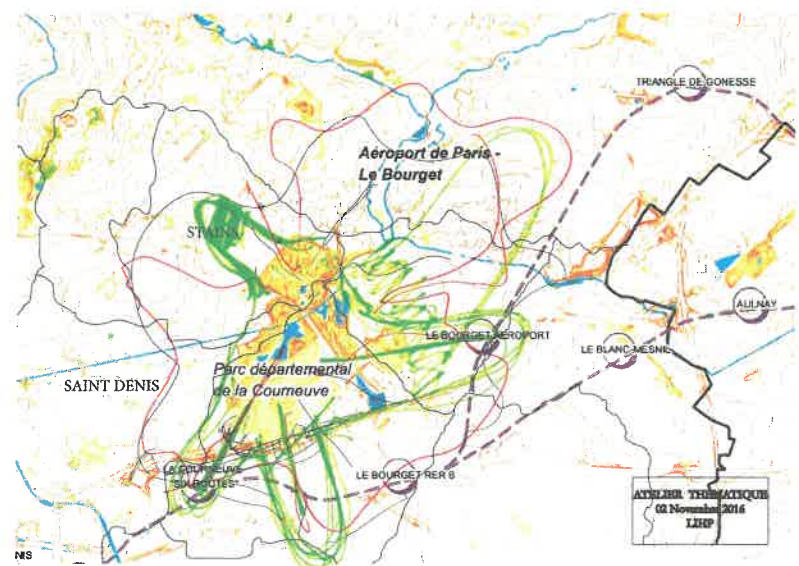 TRIANGLE DE GONESSE
Aéroport de Paris -
Le Bourget
STAINS
AULNAY
LE BOURGET AÉROPORT
LE BLANC-MESNIL
Parc départemental
de la Courneuve
SAINT DENIS
LA COURNEUVE
"SIX-ROUTES"
LE BOURGET RER B
ATELIER THEMATIQUE
02 Novembre 2016
LIHP
NIS